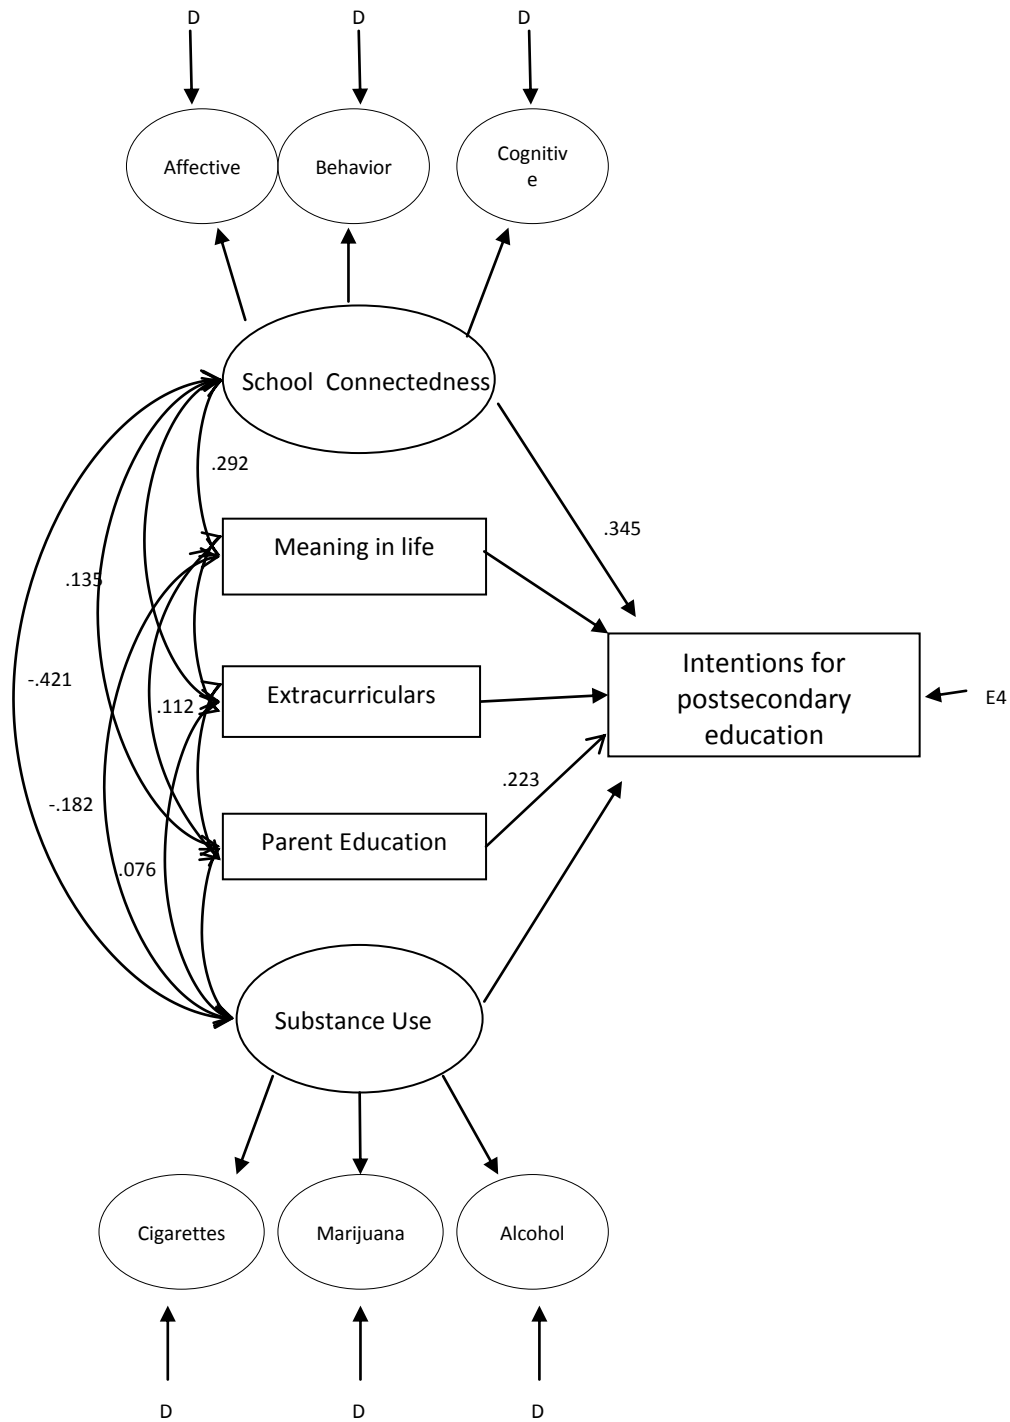 D
D
D
Affective
Behavior
Cognitiv
e
School Connectedness
.292
.345
Meaning in life
.135
-.421
Extracurriculars
.112
Intentions for
postsecondary
education
E4
.223
-.182
Parent Education
.076
Substance Use
Cigarettes
Marijuana
Alcohol
D
D
D